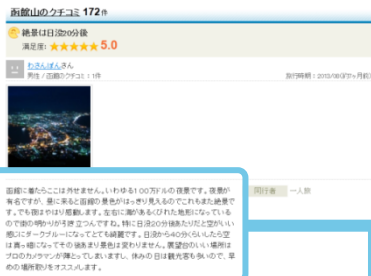 函館山のクチコミ 172件
絶景は日没20分後
満足度: ★★★★★ 5.0
わさんぼんさん
男性 / 函館のクチコミ : 1件
旅行時期 : 2013/08(約7ヶ月前)
同行者 一人旅
函館に着たらここは外せません。いわゆる100万ドルの夜景です。夜景が
有名ですが、昼に来ると函館の景色がはっきり見えるのでこれもまた絶景で
す。でも夜はやはり感動します。左右に海があるくびれた地形になっている
ので街の明かりが引き立つんですね。特に日没20分後あたりだと空がいい
感じにダークブルーになってとても綺麗です。日没から40分くらいしたら空
は真っ暗になってその後あまり景色は変わりません。展望台のいい場所は
プロのカメラマンが陣とってしまいますし、休みの日は観光客も多いので、早
めの場所取りをオススメします。